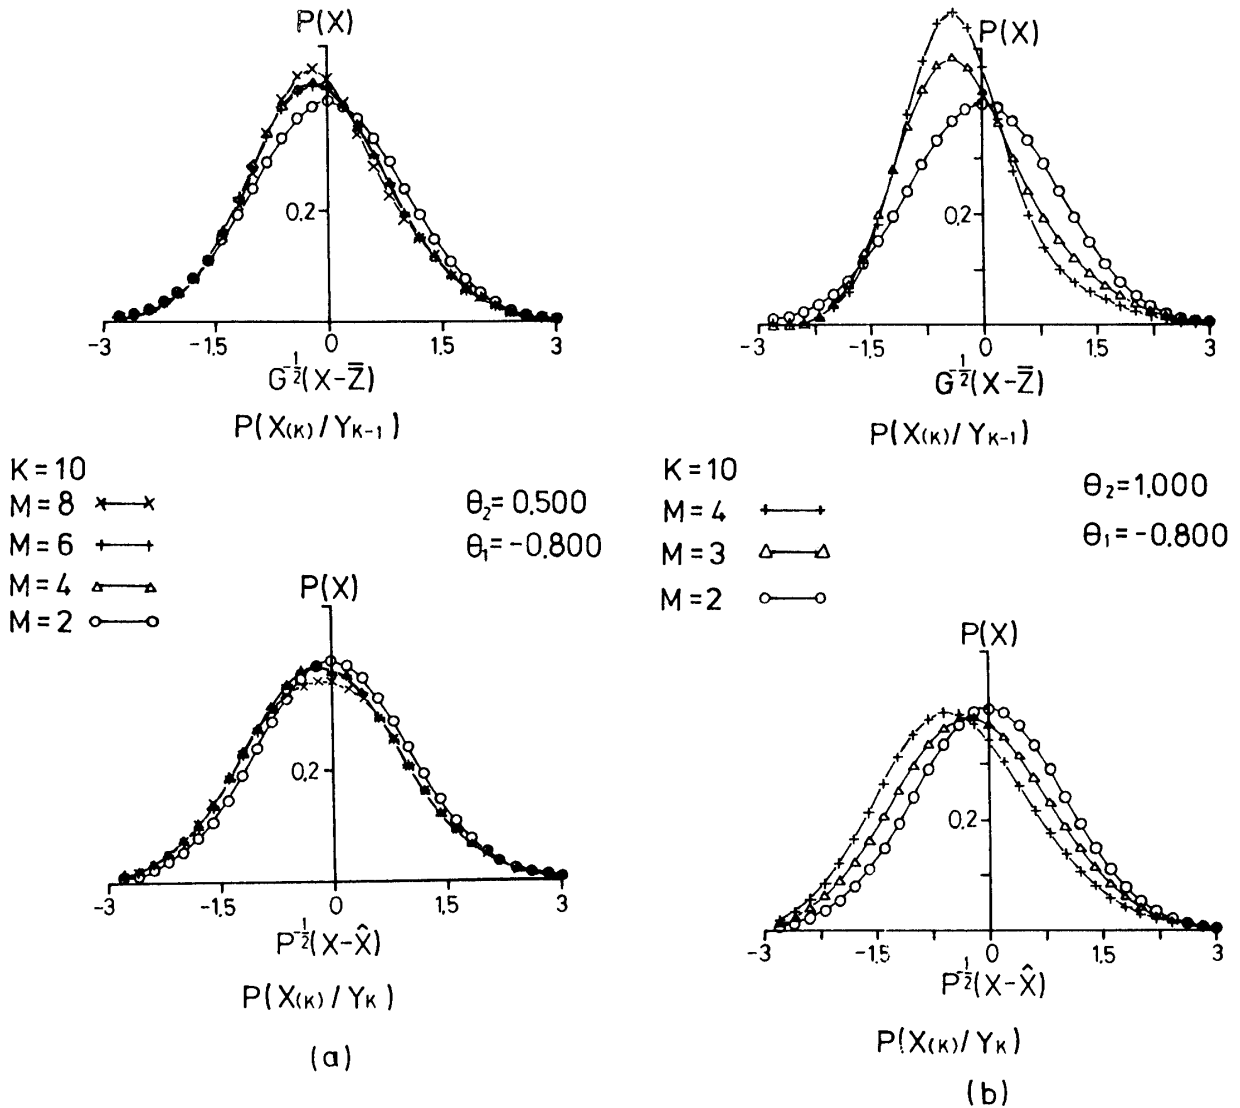 P(X)
0.2
-3 -1.5 0 1.5 3
G^-½(X-Z̿)
P(X(K)/YK-1)
K=10
M=8
M=6
M=4
M=2
θ2=0.500
θ1=-0.800
P(X)
0.2
-3 -1.5 0 1.5 3
P^-½(X-X̂)
P(X(K)/YK)
(a)
P(X)
0.2
-3 -1.5 0 1.5 3
G^-½(X-Z̿)
P(X(K)/YK-1)
K=10
M=4
M=3
M=2
θ2=1.000
θ1=-0.800
P(X)
0.2
-3 -1.5 0 1.5 3
P^-½(X-X̂)
P(X(K)/YK)
(b)